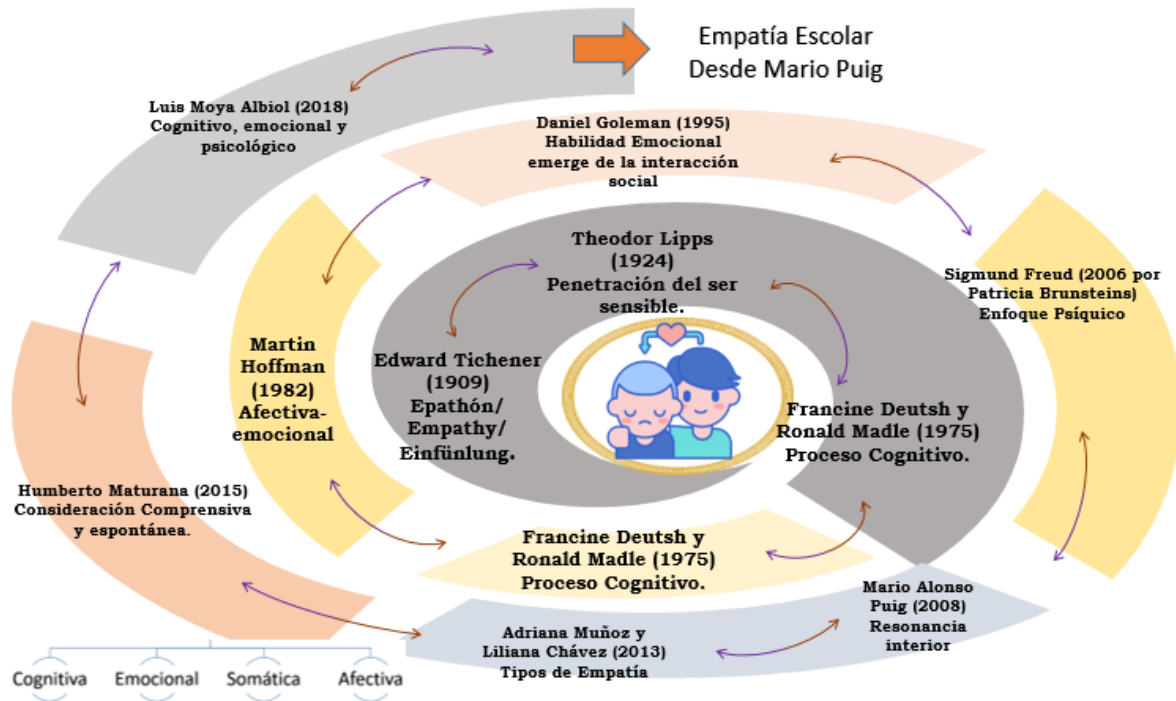 Empatía Escolar
Desde Mario Puig
Luis Moya Albiol (2018)
Cognitivo, emocional y
psicológico
Daniel Goleman (1995)
Habilidad Emocional
emerge de la interacción
social
Theodor Lipps
(1924)
Penetración del ser
sensible.
Sigmund Freud (2006 por
Patricia Brunsteins)
Enfoque Psíquico
Martin
Hoffman
(1982)
Afectiva-
emocional
Edward Tichener
(1909)
Epathón/
Empathy/
Einfünlung.
Francine Deutsh y
Ronald Madle (1975)
Proceso Cognitivo.
Humberto Maturana (2015)
Consideración Comprensiva
y espontánea.
Francine Deutsh y
Ronald Madle (1975)
Proceso Cognitivo.
Mario Alonso
Puig (2008)
Resonancia
interior
Adriana Muñoz y
Liliana Chávez (2013)
Tipos de Empatía
Cognitiva
Emocional
Somática
Afectiva